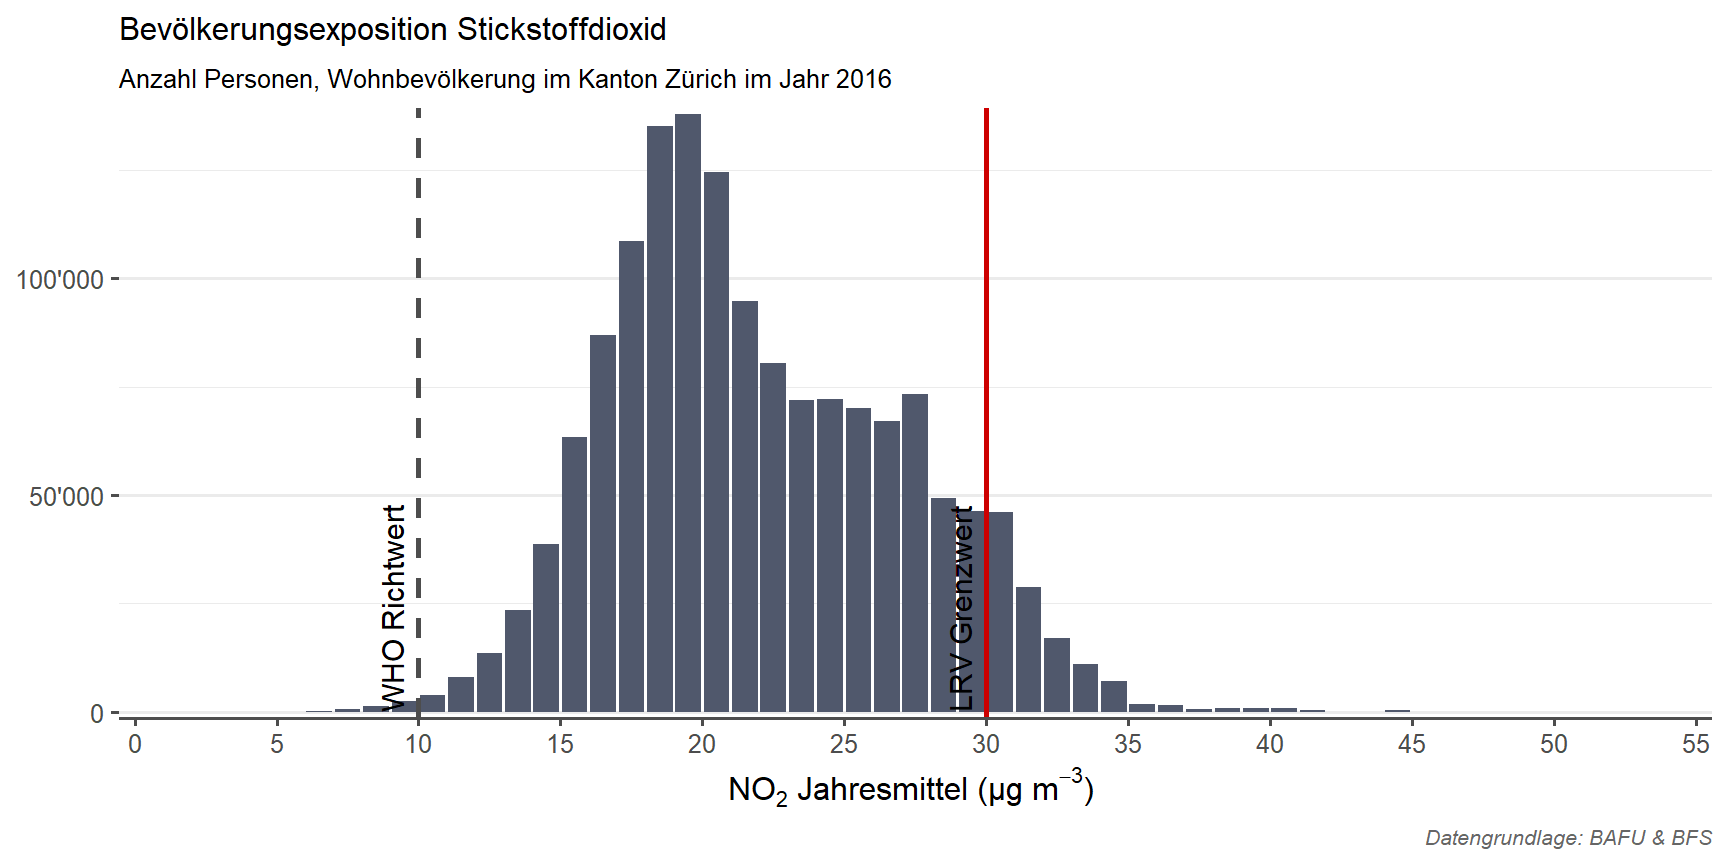 Bevölkerungsexposition Stickstoffdioxid
Anzahl Personen, Wohnbevölkerung im Kanton Zürich im Jahr 2016
100'000
50'000
0
WHO Richtwert
LRV Grenzwert
0 5 10 15 20 25 30 35 40 45 50 55
NO₂ Jahresmittel (µg m⁻³)
Datengrundlage: BAFU & BFS